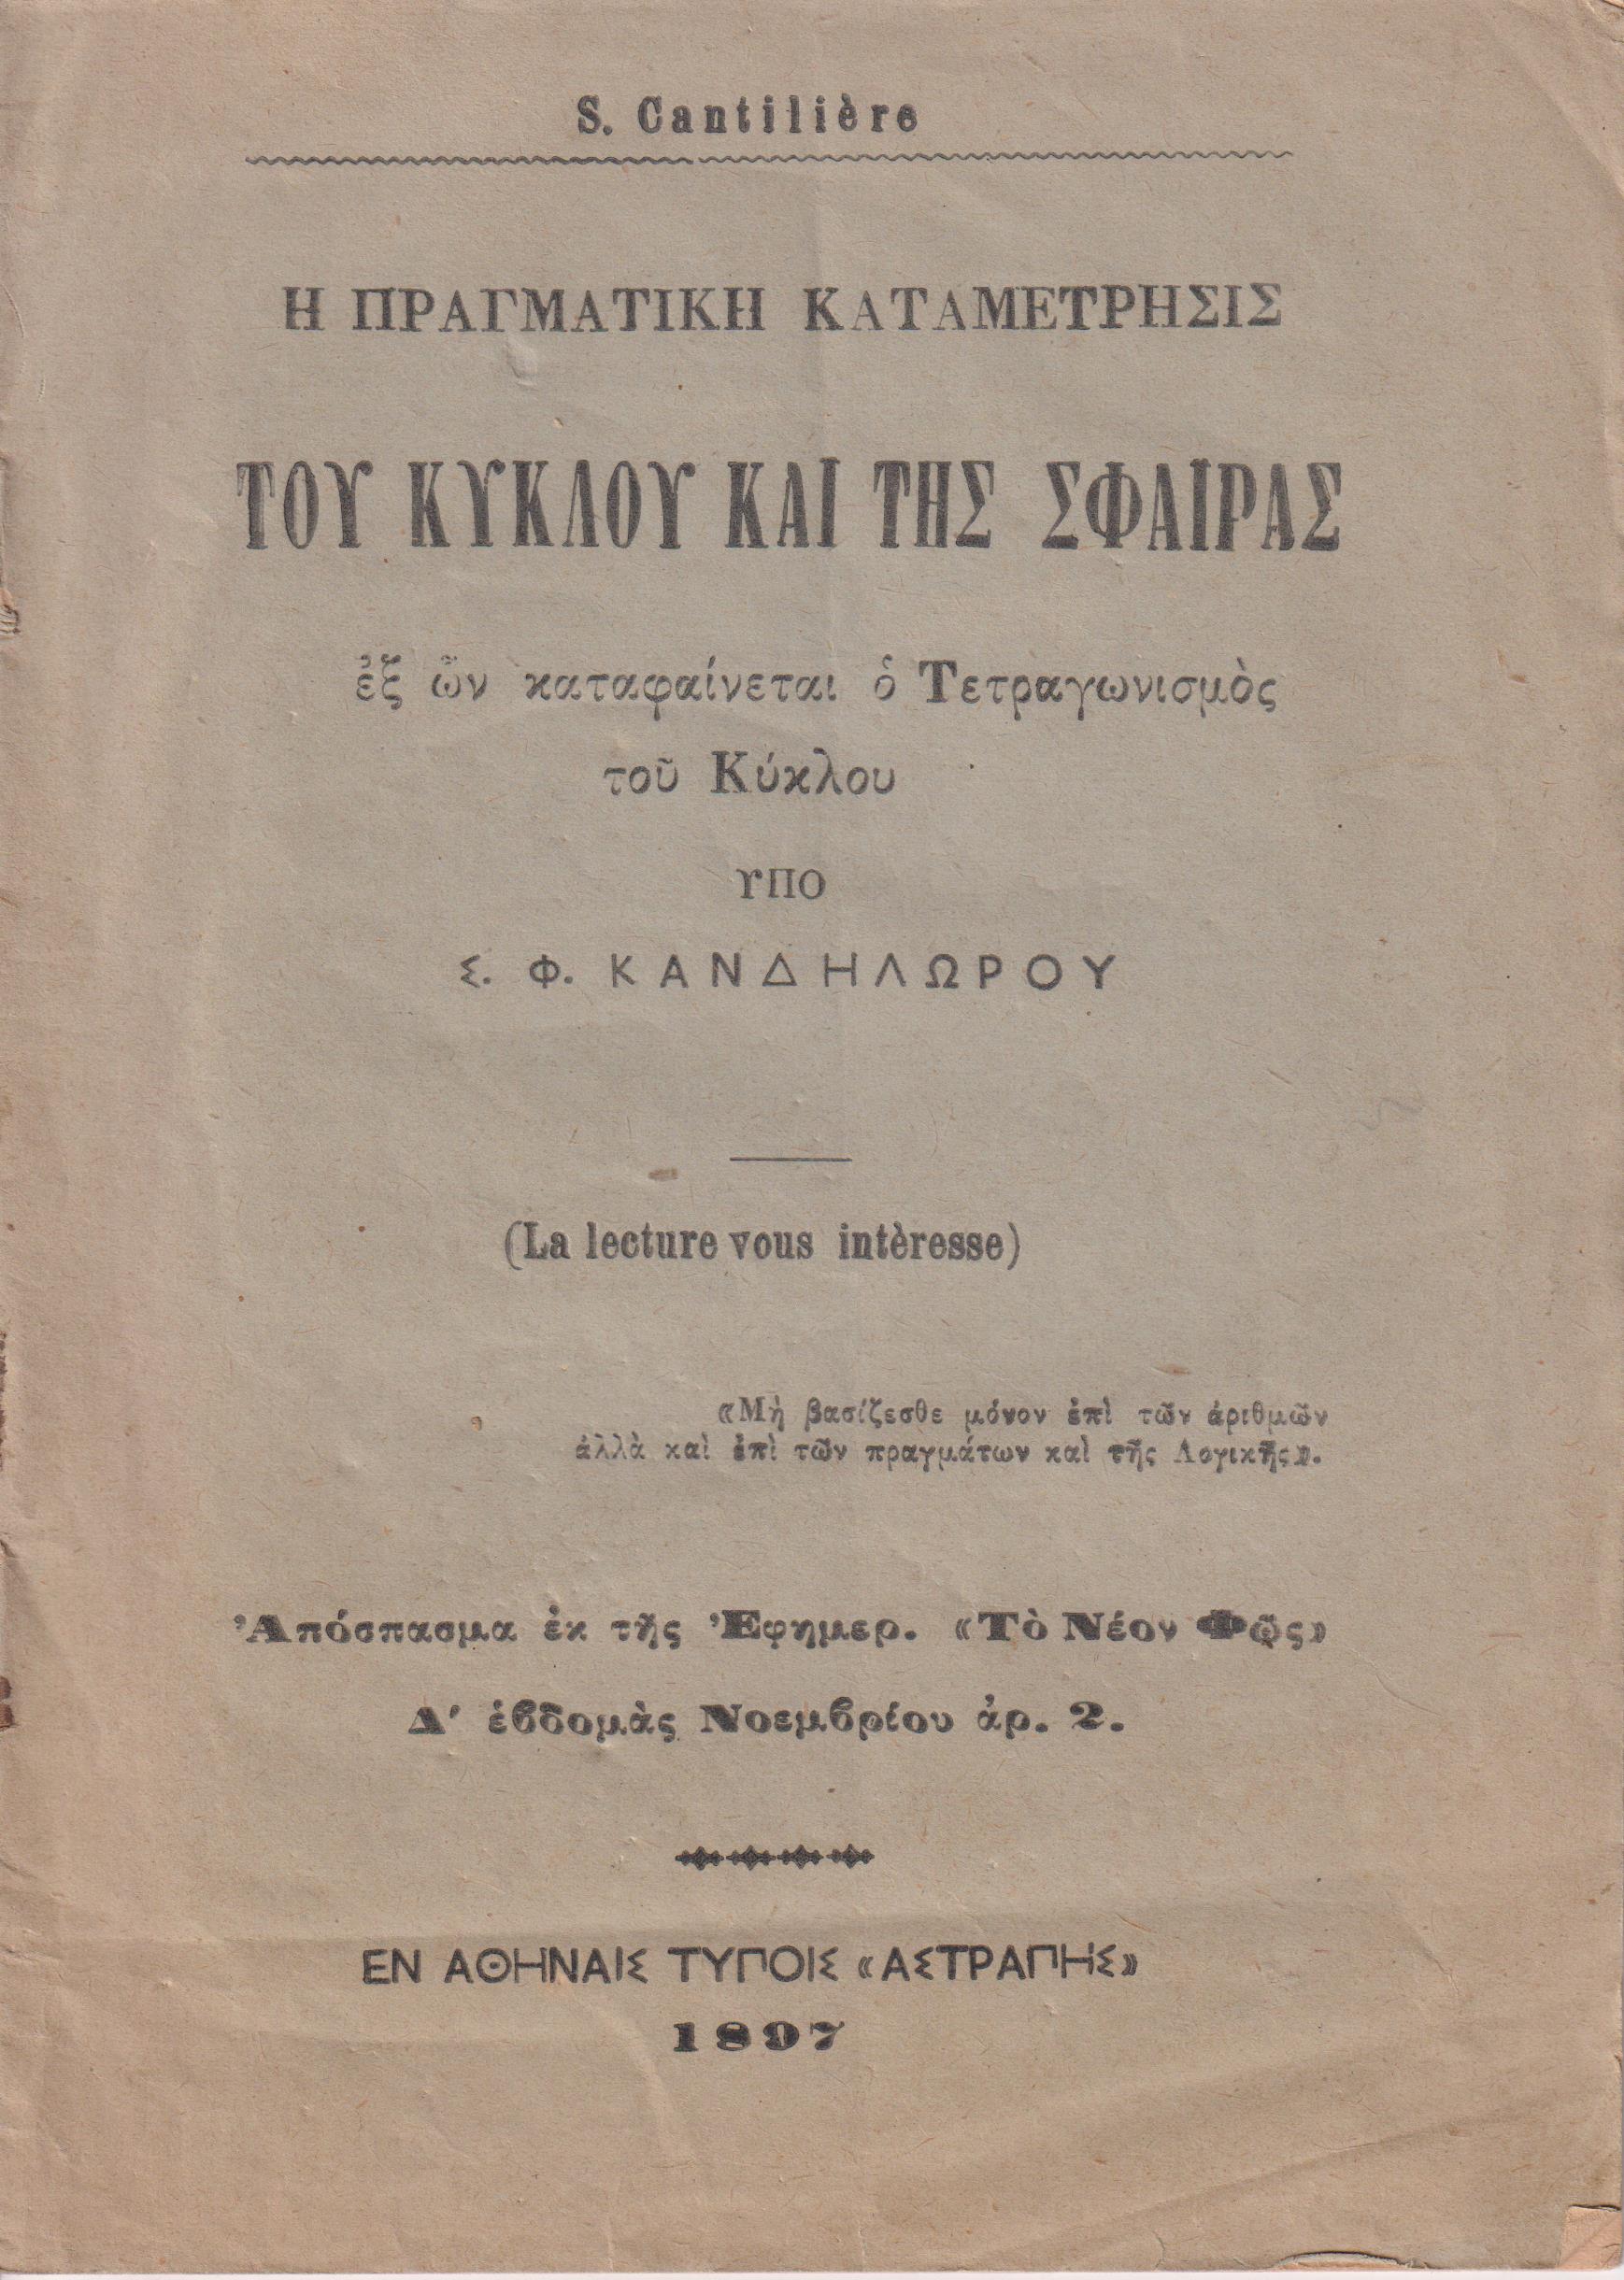 S. Cantilière
Η ΠΡΑΓΜΑΤΙΚΗ ΚΑΤΑΜΕΤΡΗΣΙΣ
ΤΟΥ ΚΥΚΛΟΥ ΚΑΙ ΤΗΣ ΣΦΑΙΡΑΣ
ἐξ ὧν καταφαίνεται ὁ Τετραγωνισμὸς
τοῦ Κύκλου
ΥΠΟ
Σ. Φ. ΚΑΝΔΗΛΩΡΟΥ
(La lecture vous intèresse)
«Μὴ βασίζεσθε μόνον ἐπὶ τῶν ἀριθμῶν
ἀλλὰ καὶ ἐπὶ τῶν πραγμάτων καὶ τῆς Λογικῆς».
Ἀπόσπασμα ἐκ τῆς Ἐφημερ. «Τὸ Νέον Φῶς»
Δ' ἑβδομὰς Νοεμβρίου ἀρ. 2.
ΕΝ ΑΘΗΝΑΙΣ ΤΥΠΟΙΣ «ΑΣΤΡΑΠΗΣ»
1897